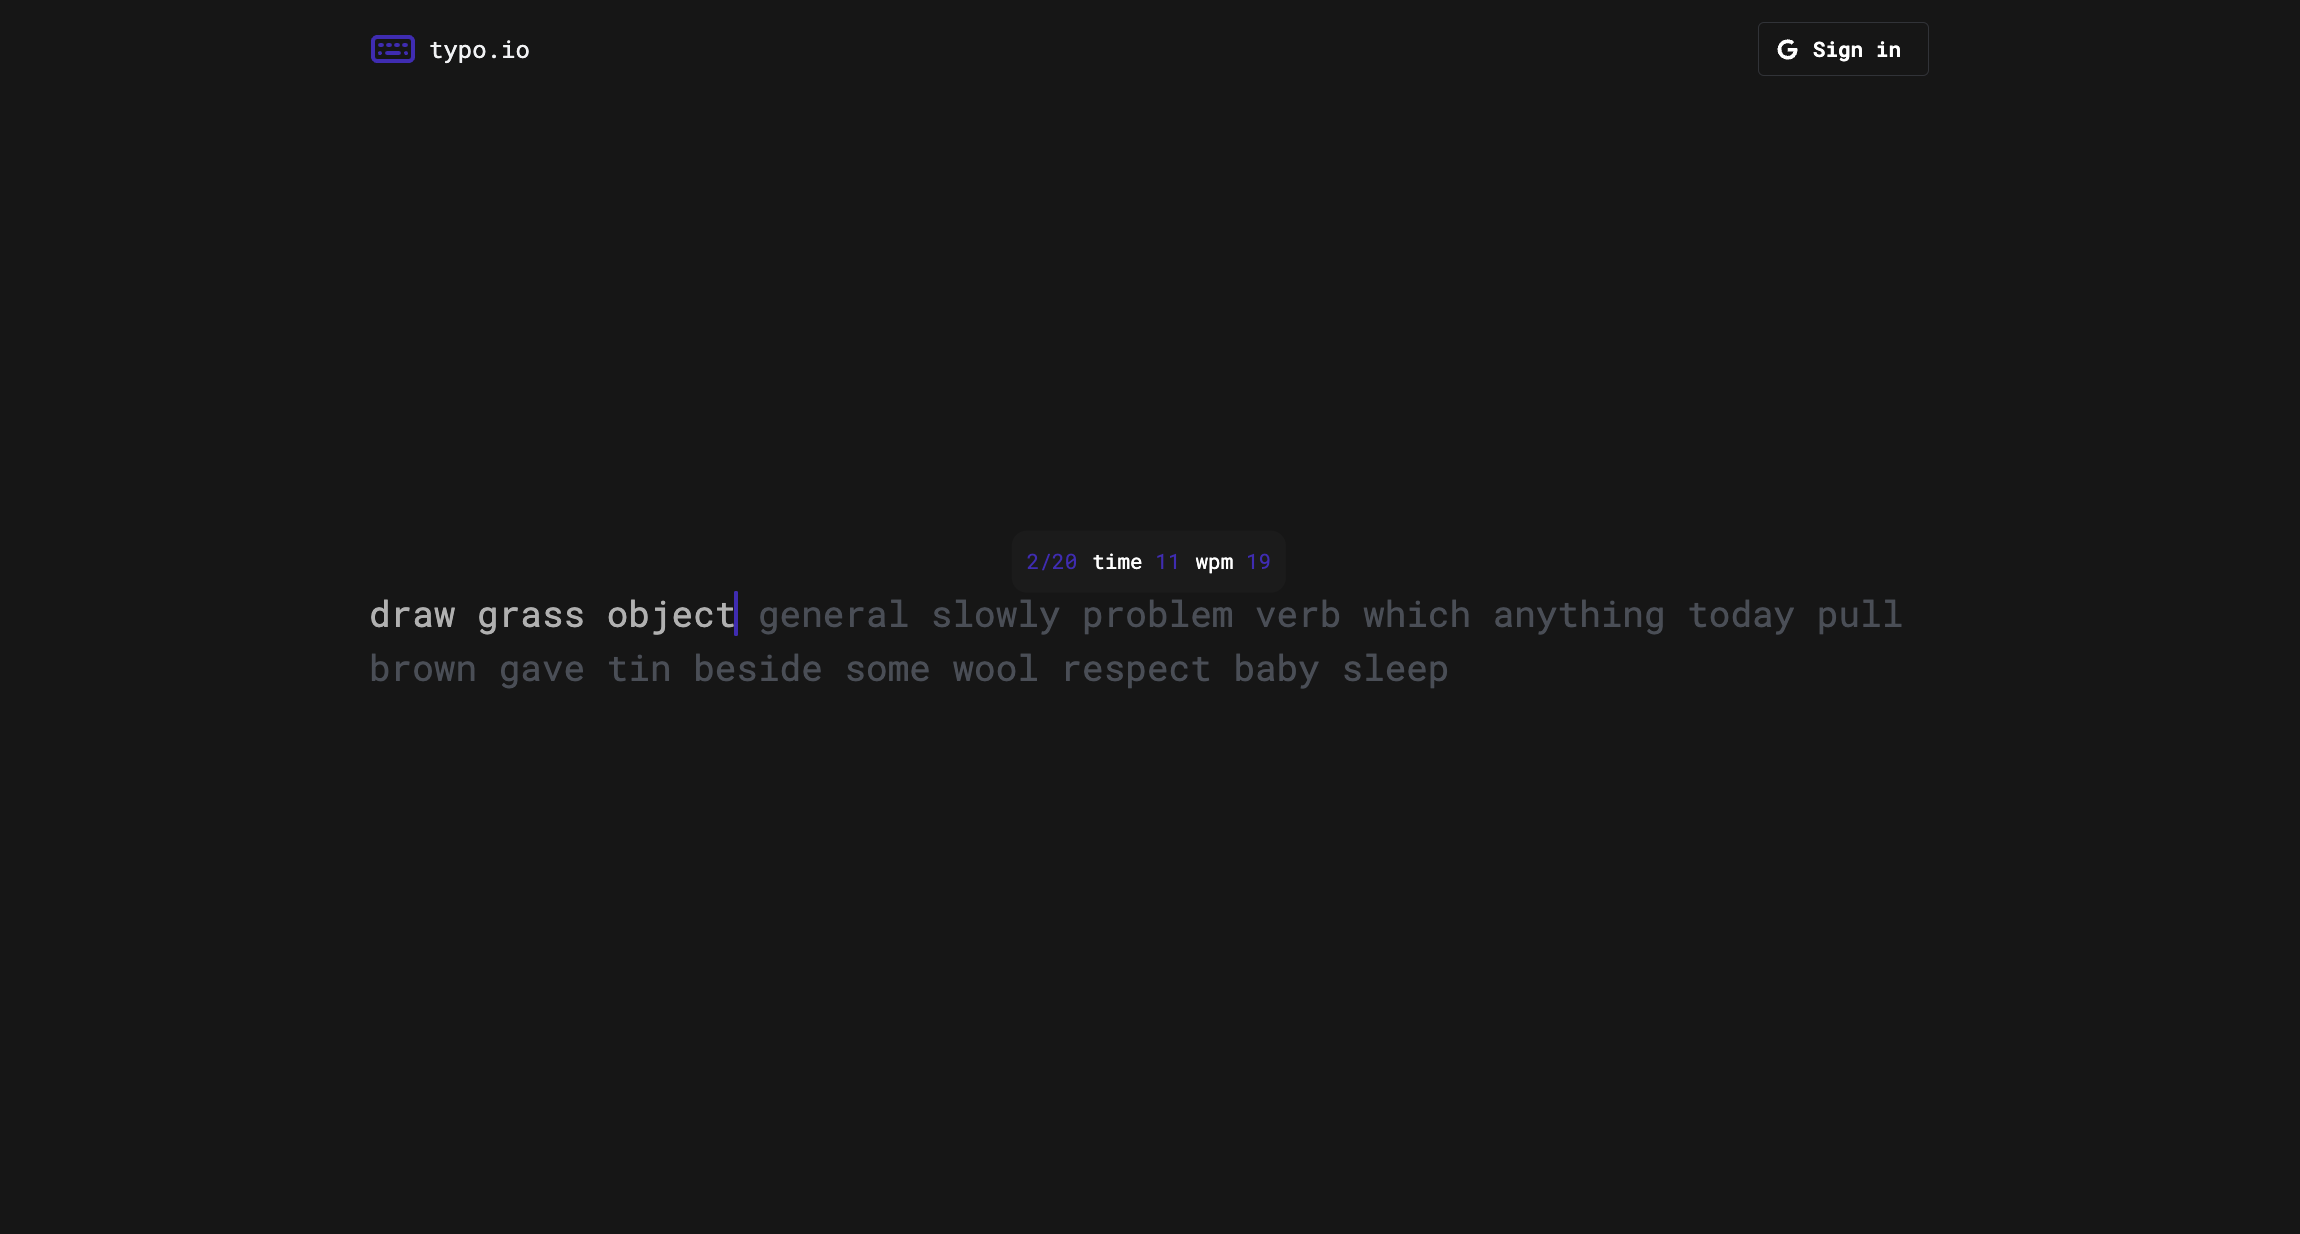 typo.io
Sign in
2/20 time 11 wpm 19
draw grass object general slowly problem verb which anything today pull
brown gave tin beside some wool respect baby sleep